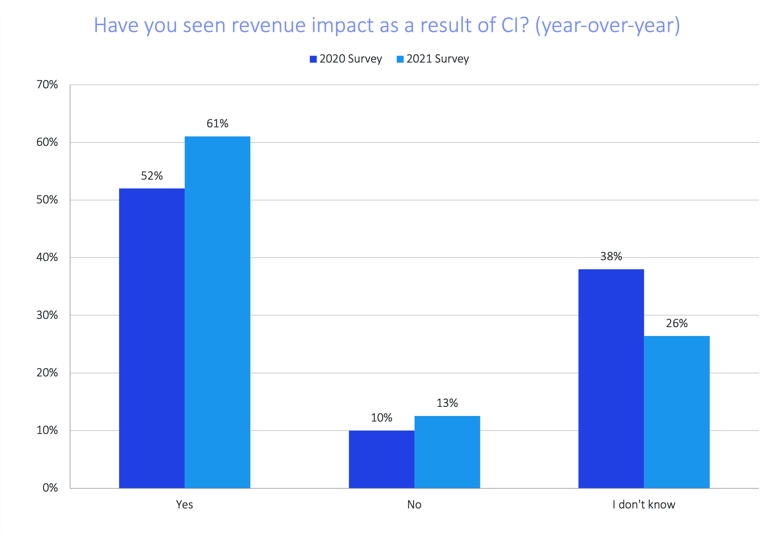 Have you seen revenue impact as a result of CI? (year-over-year)
2020 Survey 2021 Survey
70%
60%
50%
40%
30%
20%
10%
0%
52%
61%
10%
13%
38%
26%
Yes
No
I don't know